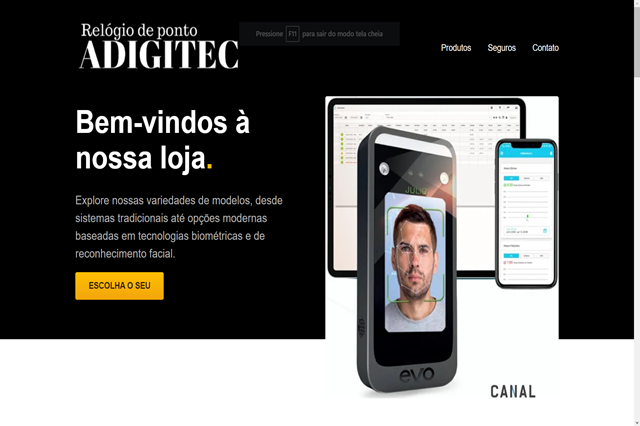 Relógio de ponto
ADIGITEC
Pressione F11 para sair do modo tela cheia
Produtos Seguros Contato
Bem-vindos à
nossa loja.
Explore nossas variedades de modelos, desde
sistemas tradicionais até opções modernas
baseadas em tecnologias biométricas e de
reconhecimento facial.
ESCOLHA O SEU
evo
CANAL